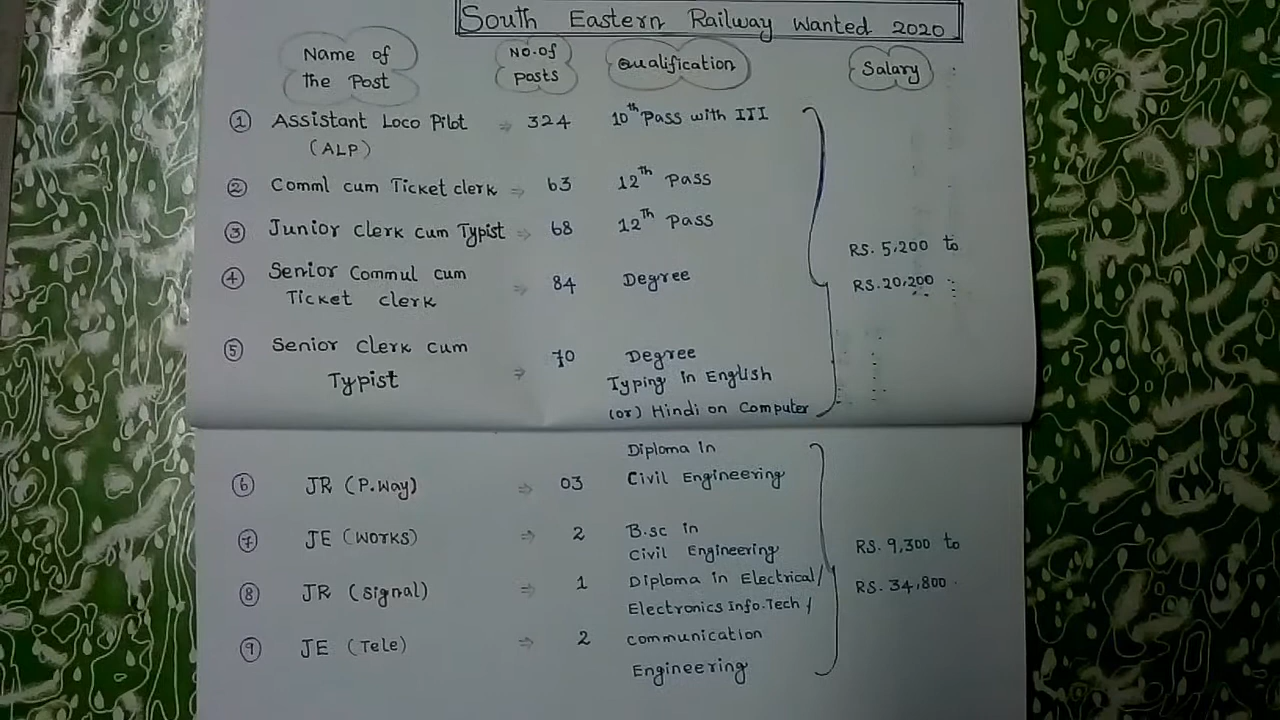 South Eastern Railway Wanted 2020
Name of the Post No.of Posts Qualification Salary
① Assistant Loco Pilot ⇒ 324 10th Pass with ITI
(ALP)
② Comml cum Ticket clerk ⇒ 63 12th Pass
③ Junior clerk cum Typist ⇒ 68 12th Pass
RS. 5,200 to
④ Senior Commul cum
Ticket clerk ⇒ 84 Degree RS.20,200
⑤ Senior Clerk cum
Typist ⇒ 70 Degree
Typing in English
(or) Hindi on Computer
Diploma in
⑥ JR (P.Way) ⇒ 03 Civil Engineering
⑦ JE (Works) ⇒ 2 B.sc in
Civil Engineering RS. 9,300 to
⑧ JR (Signal) ⇒ 1 Diploma in Electrical/ RS. 34,800.
Electronics Info.Tech /
⑨ JE (Tele) ⇒ 2 communication
Engineering